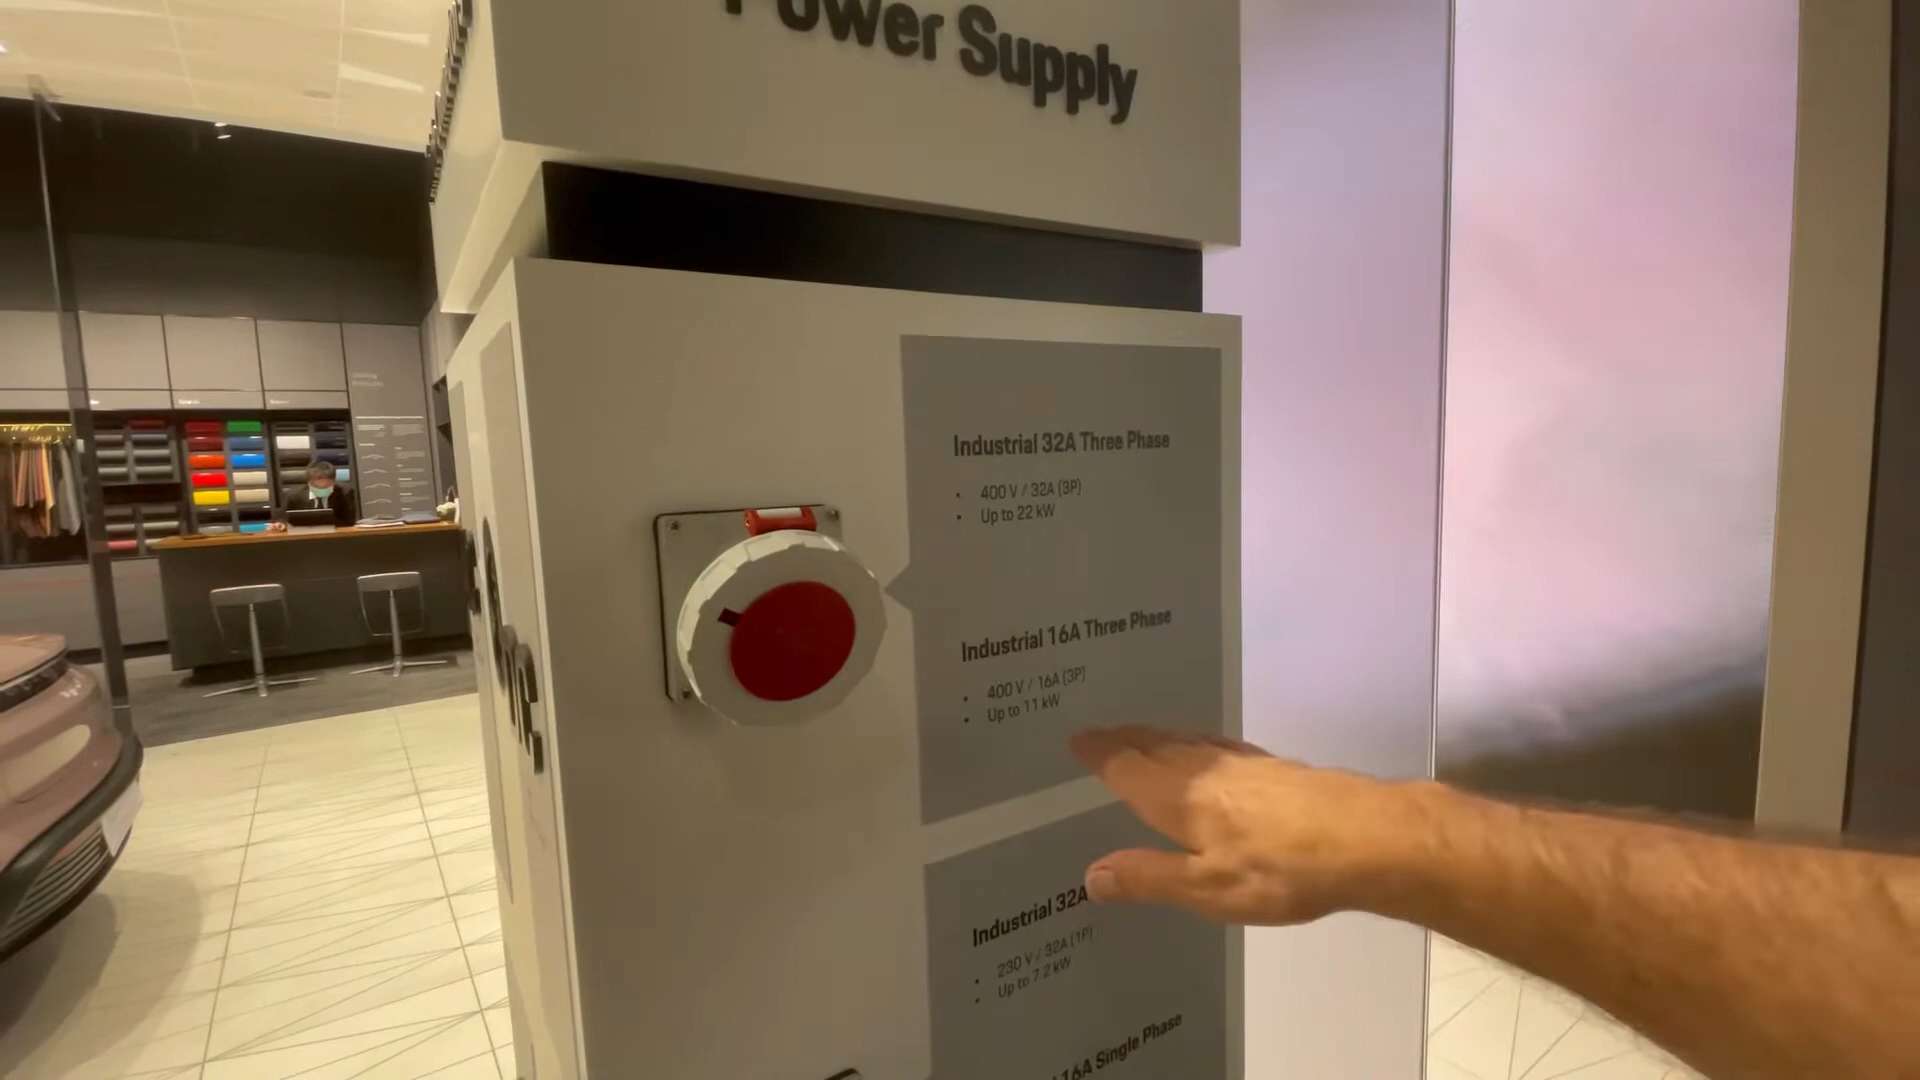 Power Supply
Industrial 32A Three Phase
• 400 V / 32A (3P)
• Up to 22 kW
Industrial 16A Three Phase
• 400 V / 16A (3P)
• Up to 11 kW
Industrial 32A
• 230 V / 32A (1P)
• Up to 7.2 kW
16A Single Phase